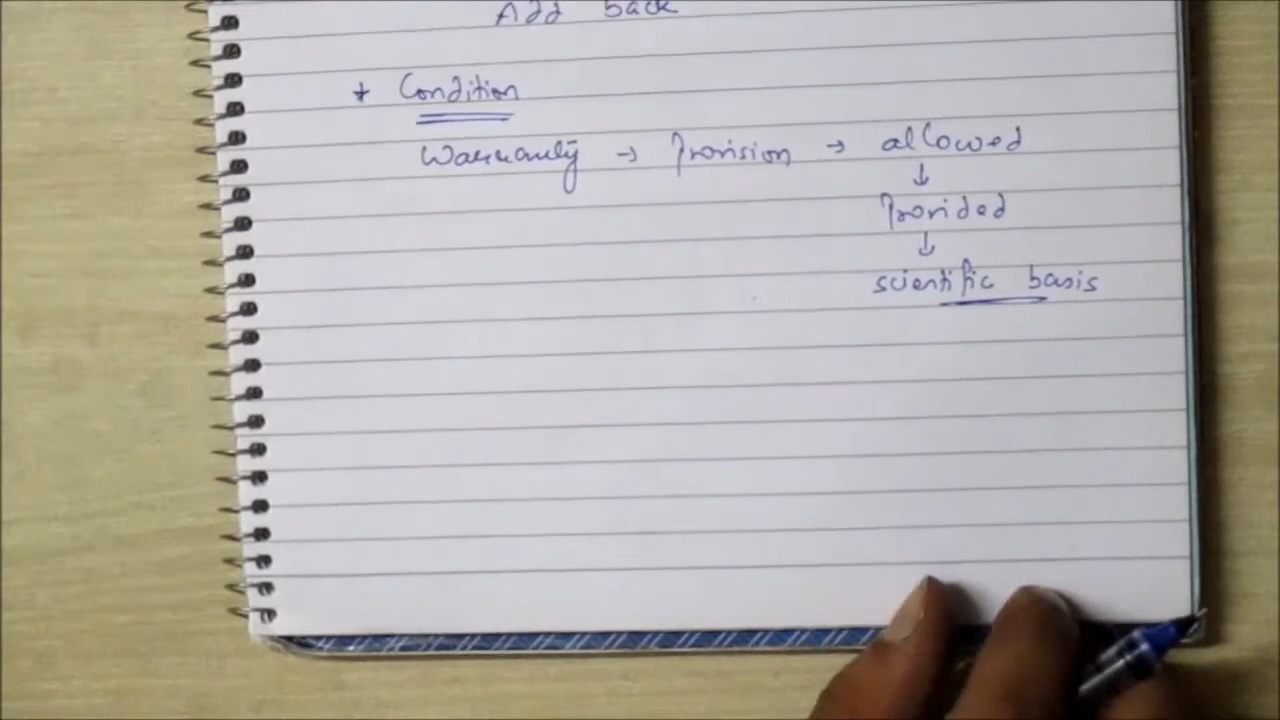 Add back
* Condition
Warranty → Provision → allowed
↓
Provided
↓
scientific basis